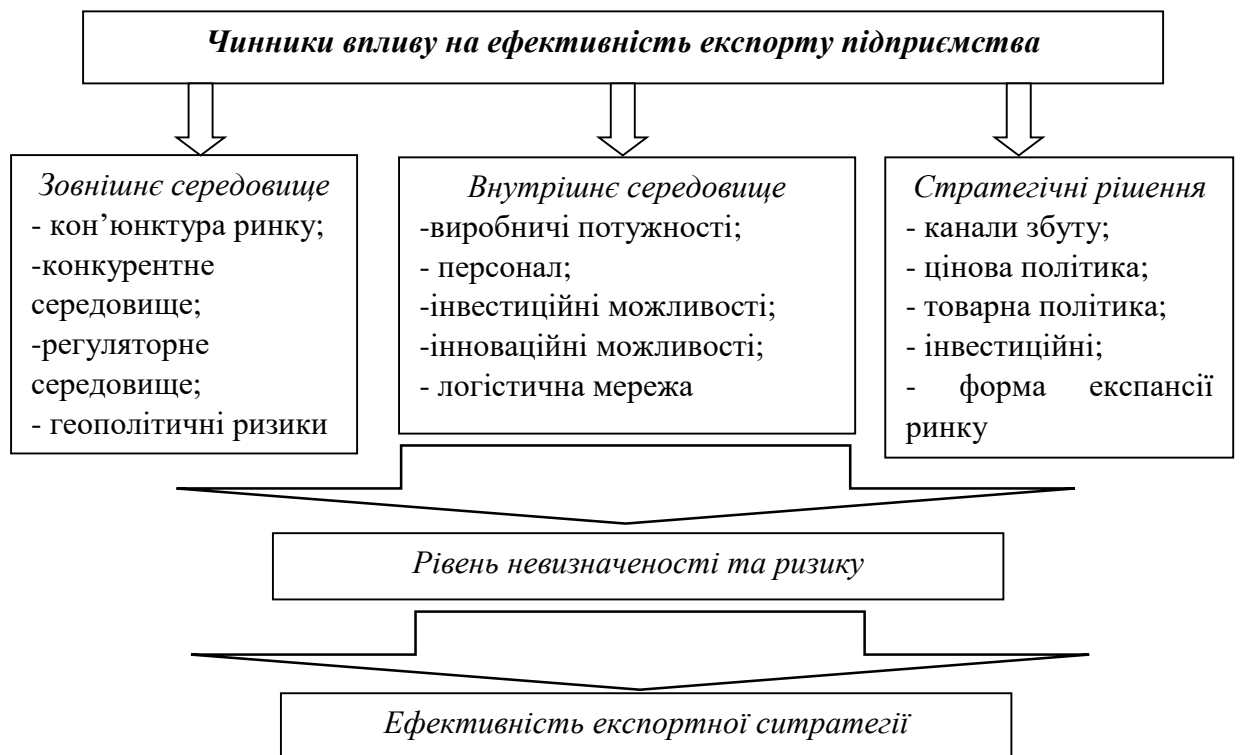 Чинники впливу на ефективність експорту підприємства
Зовнішнє середовище
- кон’юнктура ринку;
-конкурентне
середовище;
-регуляторне
середовище;
- геополітичні ризики
Внутрішнє середовище
-виробничі потужності;
- персонал;
-інвестиційні можливості;
-інноваційні можливості;
- логістична мережа
Стратегічні рішення
- канали збуту;
- цінова політика;
- товарна політика;
- інвестиційні;
- форма експансії
ринку
Рівень невизначеності та ризику
Ефективність експортної ситратегії